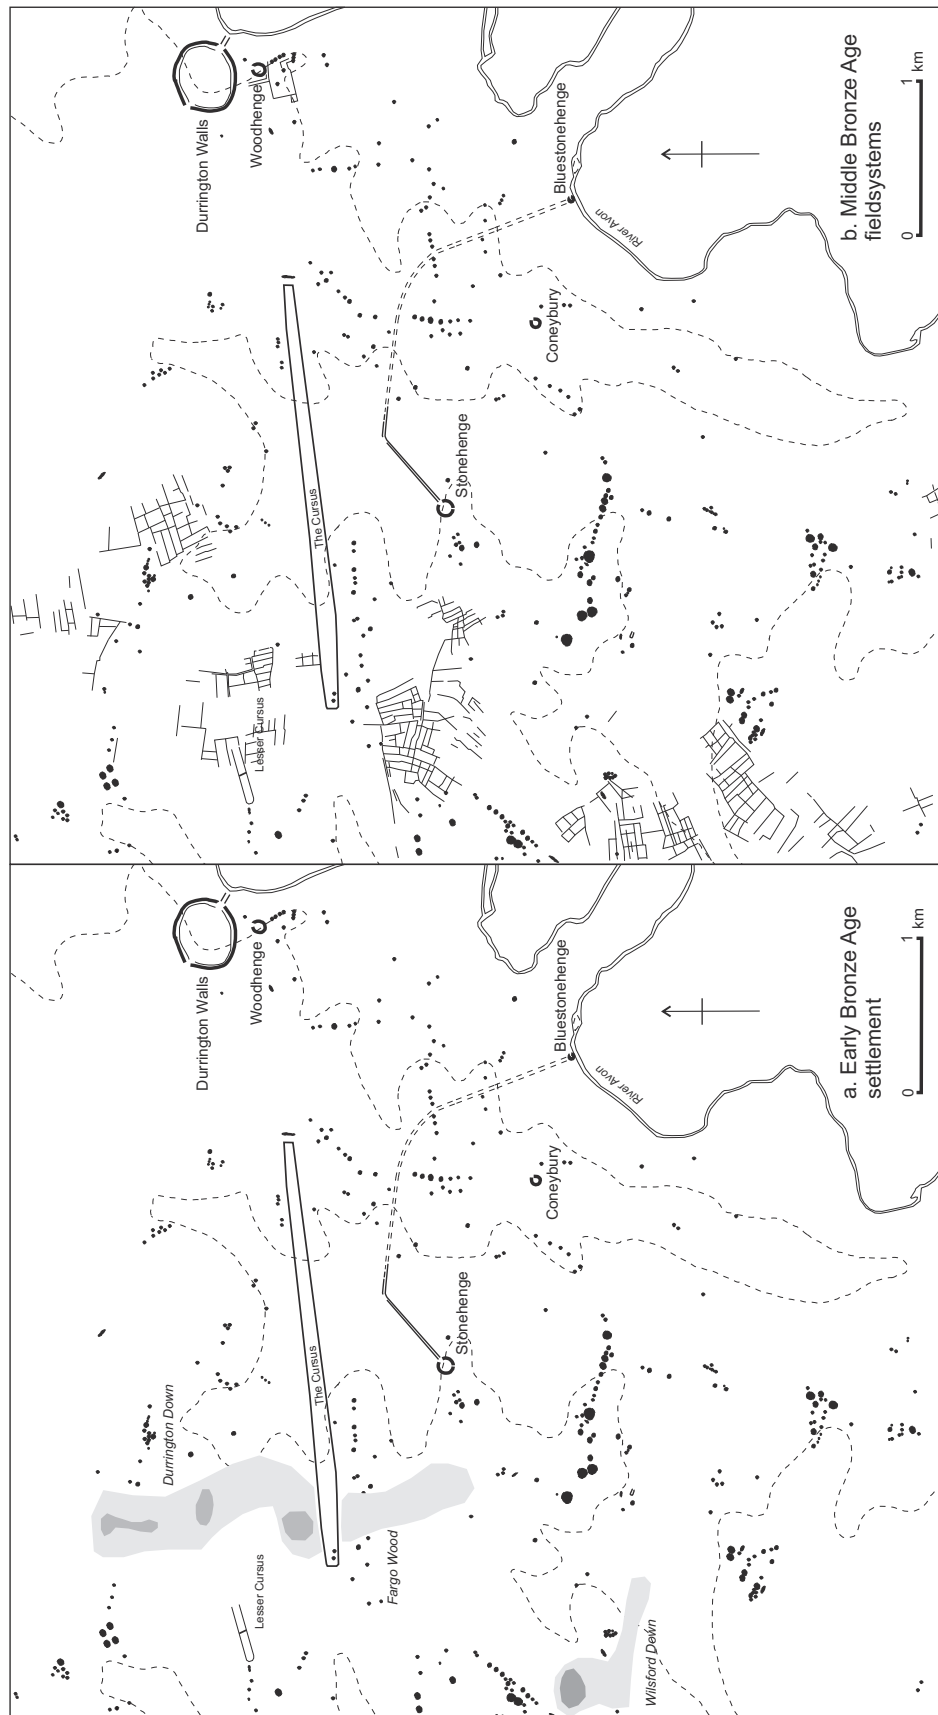 Durrington Down
Durrington Walls
Woodhenge
Lesser Cursus
The Cursus
Fargo Wood
Stonehenge
Coneybury
Bluestonehenge
River Avon
Wilsford Down
a. Early Bronze Age
settlement
0 1 km
Durrington Walls
Woodhenge
Lesser Cursus
The Cursus
Stonehenge
Coneybury
Bluestonehenge
River Avon
b. Middle Bronze Age
fieldsystems
0 1 km